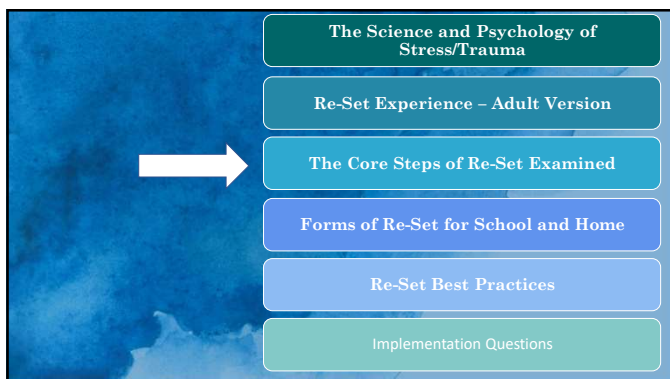 The Science and Psychology of
Stress/Trauma
Re-Set Experience – Adult Version
The Core Steps of Re-Set Examined
Forms of Re-Set for School and Home
Re-Set Best Practices
Implementation Questions